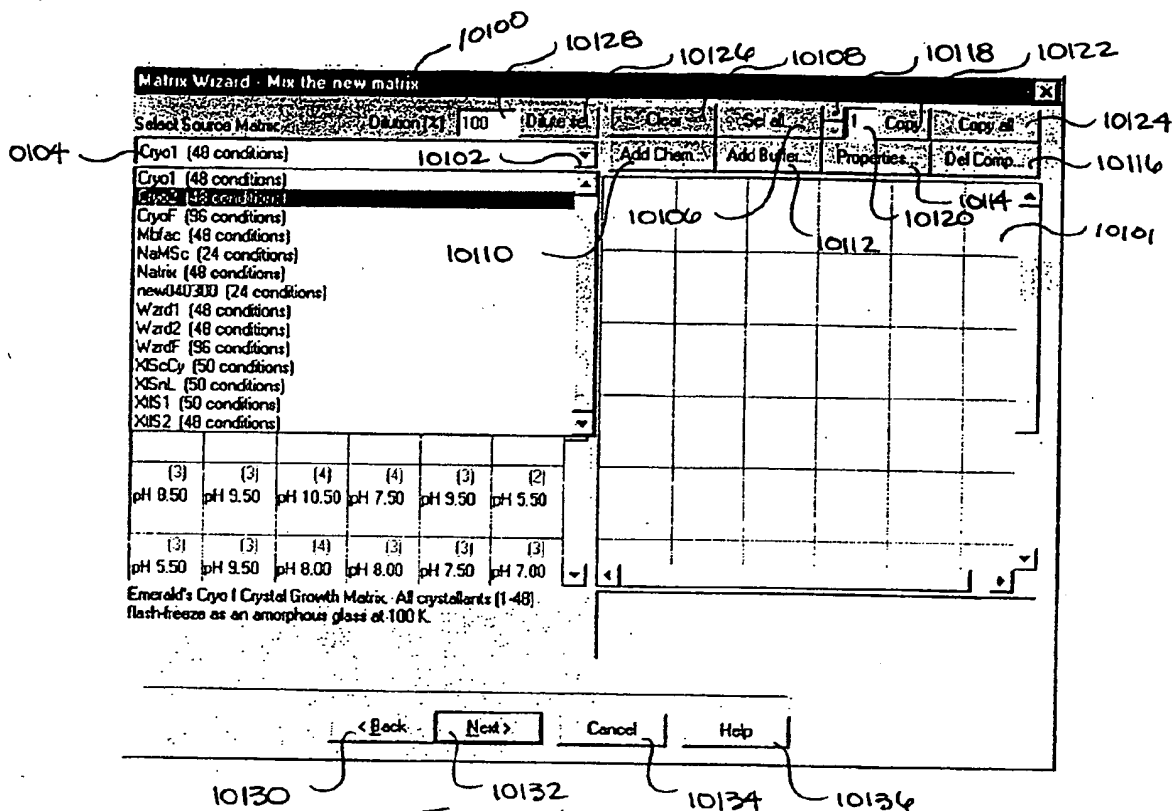 10100
10128
10126
10108
10118
10122
Matrix Wizard - Mix the new matrix
Select Source Matrix
Dilution [%]
100
Dilute sel
Clear
Sel all
1
Copy
Copy all
10124
0104
Cryo1 (48 conditions)
10102
Add Chem...
Add Buffer...
Properties...
Del Comp...
10116
Cryo1 (48 conditions)
Cryo2 (48 conditions)
CryoF (96 conditions)
Mbfac (48 conditions)
NaMSc (24 conditions)
Natrix (48 conditions)
new040300 (24 conditions)
Wzrd1 (48 conditions)
Wzrd2 (48 conditions)
WzrdF (96 conditions)
XlScCy (50 conditions)
XlSnL (50 conditions)
XtlS1 (50 conditions)
XtlS2 (48 conditions)
10110
10106
10112
10120
10114
10101
(3) (3) (4) (4) (3) (2)
pH 8.50 pH 9.50 pH 10.50 pH 7.50 pH 9.50 pH 5.50
(3) (3) (4) (3) (3) (3)
pH 5.50 pH 9.50 pH 8.00 pH 8.00 pH 7.50 pH 7.00
Emerald's Cryo I Crystal Growth Matrix. All crystallants (1-48)
flash-freeze as an amorphous glass at 100 K.
< Back
Next >
Cancel
Help
10130
10132
10134
10136